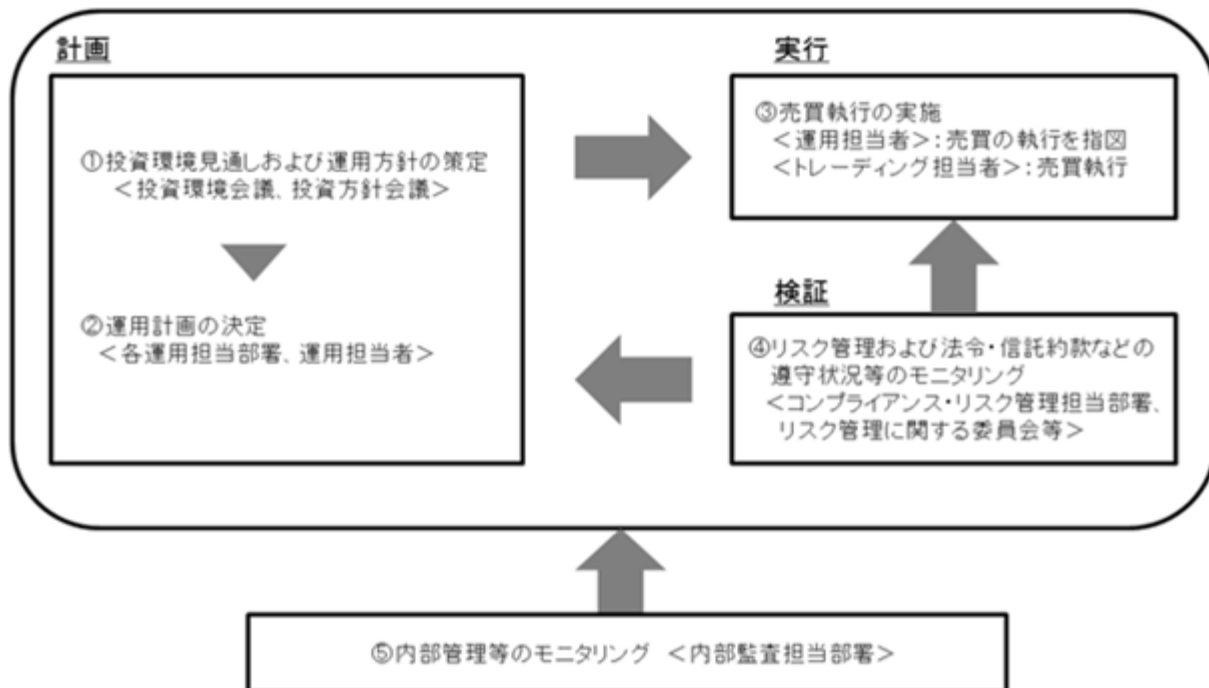 計画
①投資環境見通しおよび運用方針の策定
＜投資環境会議、投資方針会議＞
②運用計画の決定
＜各運用担当部署、運用担当者＞
実行
③売買執行の実施
＜運用担当者＞：売買の執行を指図
＜トレーディング担当者＞：売買執行
検証
④リスク管理および法令・信託約款などの
遵守状況等のモニタリング
＜コンプライアンス・リスク管理担当部署、
リスク管理に関する委員会等＞
⑤内部管理等のモニタリング ＜内部監査担当部署＞